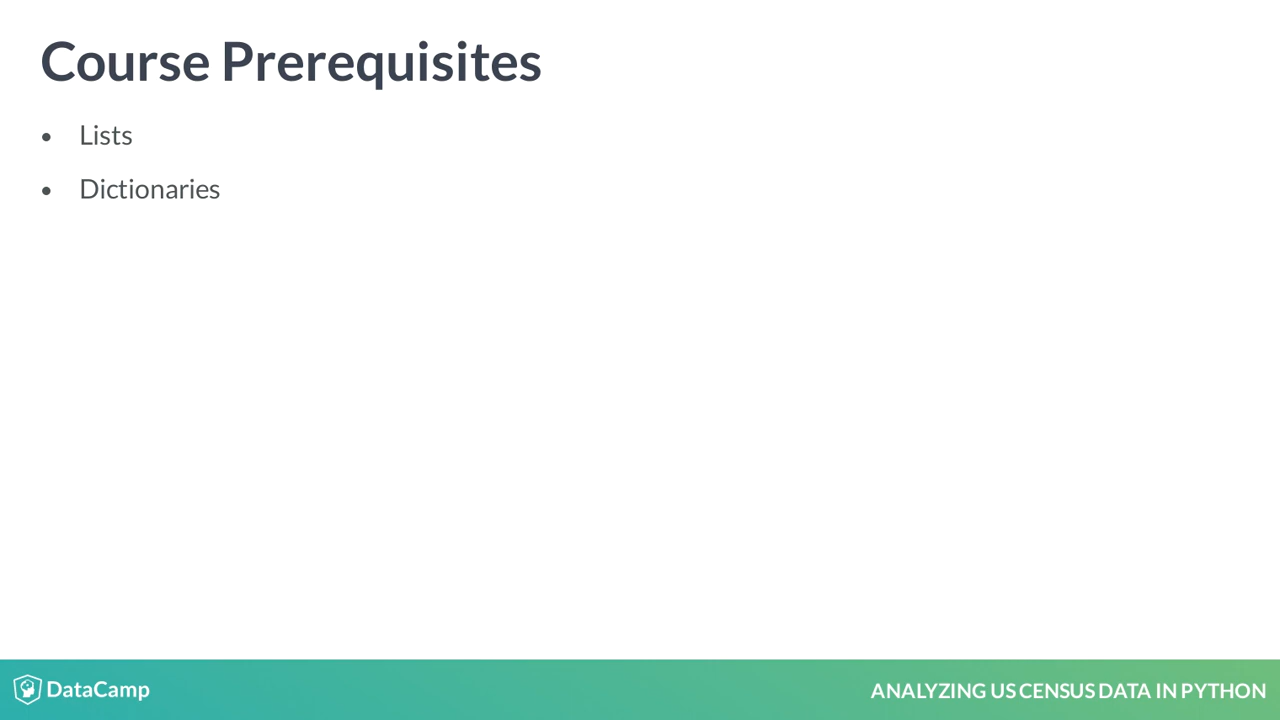 Course Prerequisites
• Lists
• Dictionaries
DataCamp
ANALYZING US CENSUS DATA IN PYTHON